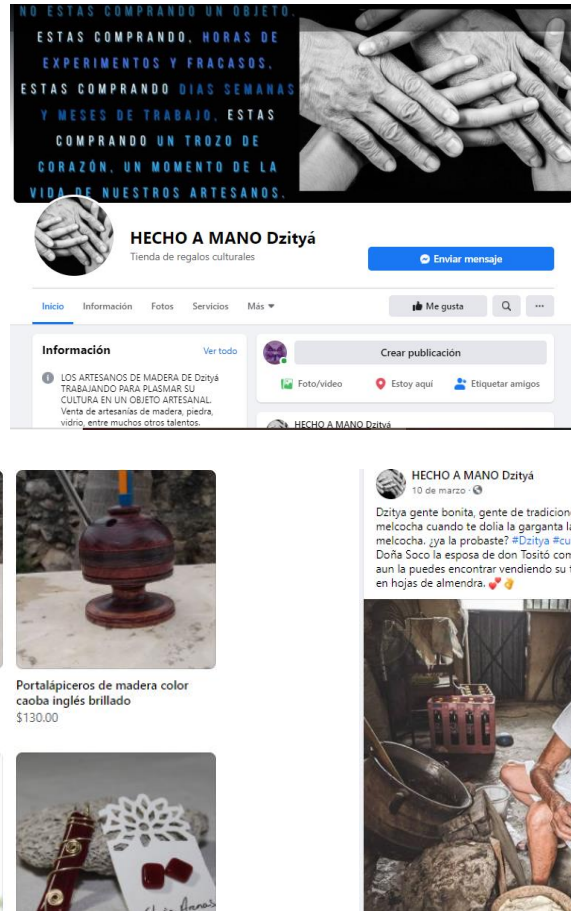 NO ESTAS COMPRANDO UN OBJETO.
ESTAS COMPRANDO, HORAS DE
EXPERIMENTOS Y FRACASOS.
ESTAS COMPRANDO DIAS SEMANAS
Y MESES DE TRABAJO, ESTAS
COMPRANDO UN TROZO DE
CORAZÓN, UN MOMENTO DE LA
VIDA DE NUESTROS ARTESANOS.
HECHO A MANO Dzityá
Tienda de regalos culturales
Enviar mensaje
Inicio Información Fotos Servicios Más
Me gusta
Información Ver todo
LOS ARTESANOS DE MADERA DE Dzityá
TRABAJANDO PARA PLASMAR SU
CULTURA EN UN OBJETO ARTESANAL.
Venta de artesanías de madera, piedra,
vidrio, entre muchos otros talentos.
Crear publicación
Foto/video Estoy aquí Etiquetar amigos
HECHO A MANO Dzityá
Portalápiceros de madera color
caoba inglés brillado
$130.00
HECHO A MANO Dzityá
10 de marzo ·
Dzitya gente bonita, gente de tradicion
melcocha cuando te dolia la garganta l
melcocha. ¿ya la probaste? #Dzitya #cu
Doña Soco la esposa de don Tositó con
aun la puedes encontrar vendiendo su
en hojas de almendra.